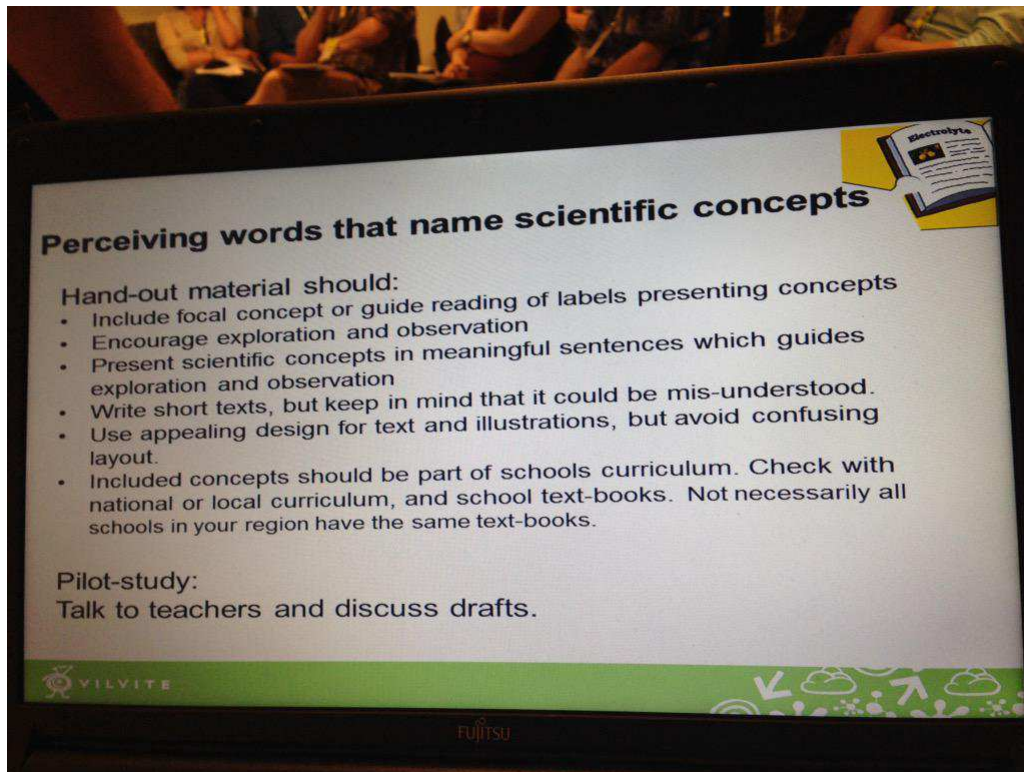 Electrolyte
Perceiving words that name scientific concepts
Hand-out material should:
• Include focal concept or guide reading of labels presenting concepts
• Encourage exploration and observation
• Present scientific concepts in meaningful sentences which guides
exploration and observation
• Write short texts, but keep in mind that it could be mis-understood.
• Use appealing design for text and illustrations, but avoid confusing
layout.
• Included concepts should be part of schools curriculum. Check with
national or local curriculum, and school text-books. Not necessarily all
schools in your region have the same text-books.
Pilot-study:
Talk to teachers and discuss drafts.
VILVITE
FUJITSU